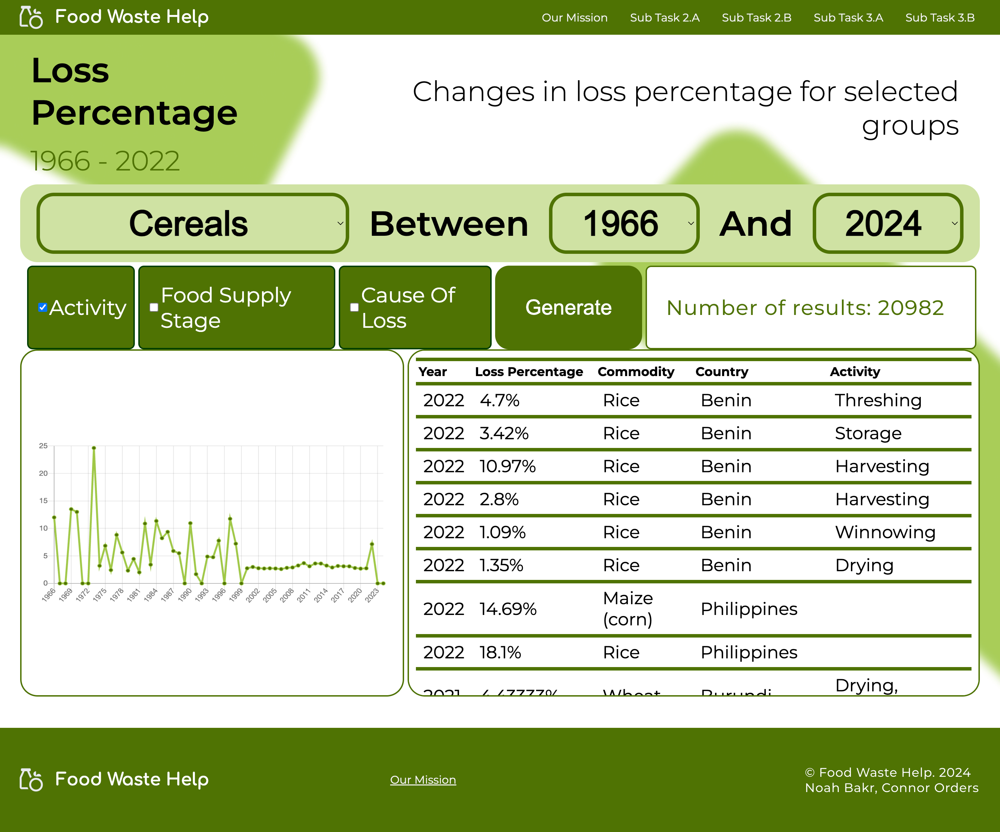 Food Waste Help
Our Mission Sub Task 2.A Sub Task 2.B Sub Task 3.A Sub Task 3.B
Loss
Percentage
1966 - 2022
Changes in loss percentage for selected
groups
Cereals Between 1966 And 2024
Activity
Food Supply
Stage
Cause Of
Loss
Generate
Number of results: 20982
25
20
15
10
5
0
1966 1969 1972 1975 1978 1981 1984 1987 1990 1993 1996 1999 2002 2005 2008 2011 2014 2017 2020 2023
Year Loss Percentage Commodity Country Activity
2022 4.7% Rice Benin Threshing
2022 3.42% Rice Benin Storage
2022 10.97% Rice Benin Harvesting
2022 2.8% Rice Benin Harvesting
2022 1.09% Rice Benin Winnowing
2022 1.35% Rice Benin Drying
2022 14.69% Maize
(corn) Philippines
2022 18.1% Rice Philippines
2021 4.43333% Wheat Burundi Drying,
Food Waste Help
Our Mission
© Food Waste Help. 2024
Noah Bakr, Connor Orders